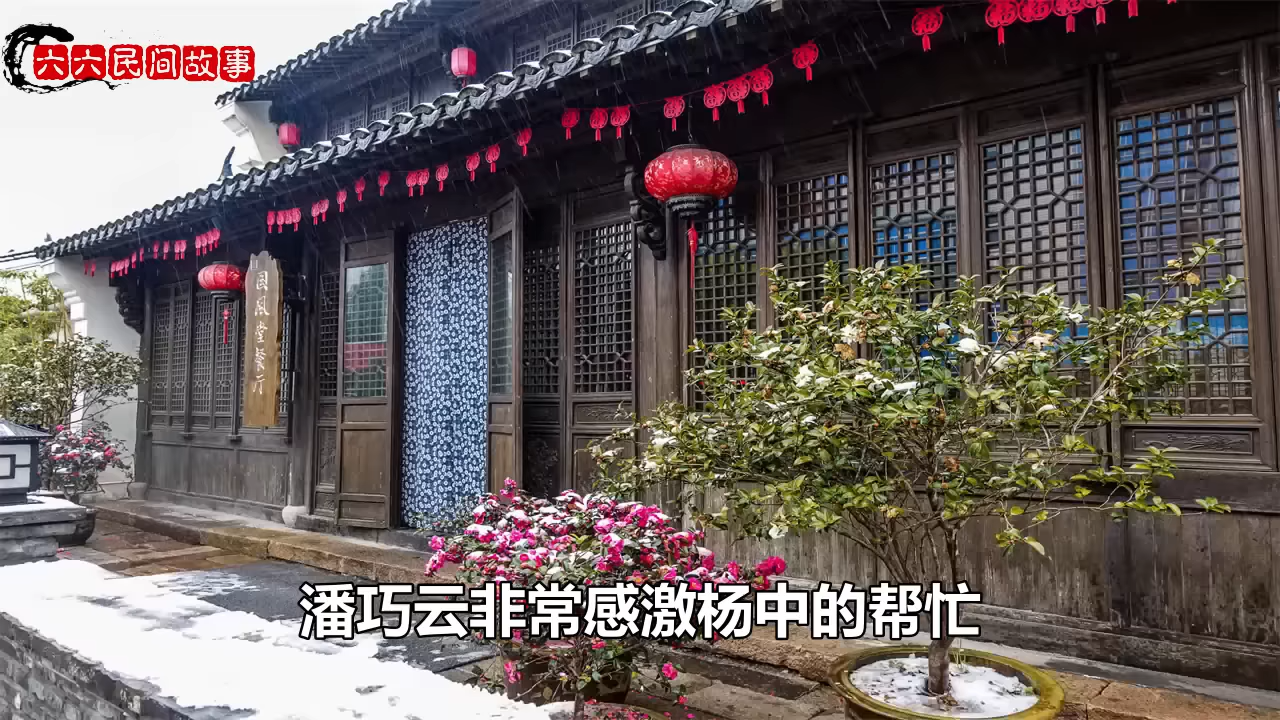 六六民间故事
国风堂餐厅
潘巧云非常感激杨中的帮忙